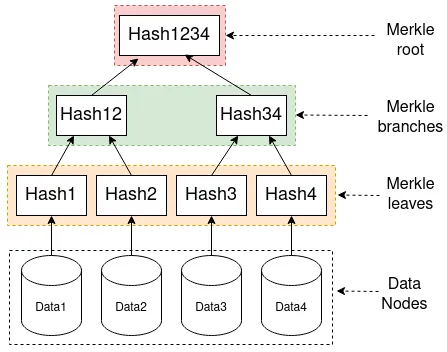 Hash1234
Merkle
root
Hash12
Hash34
Merkle
branches
Hash1
Hash2
Hash3
Hash4
Merkle
leaves
Data1
Data2
Data3
Data4
Data
Nodes